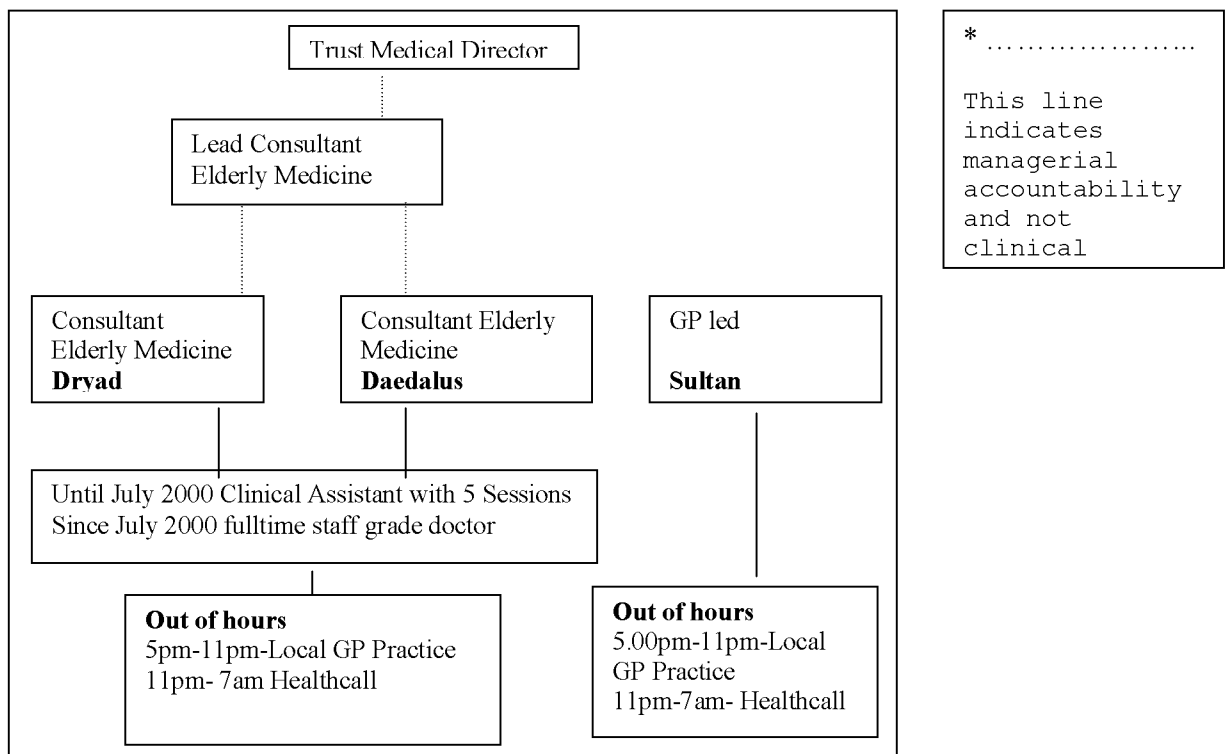 Trust Medical Director
Lead Consultant
Elderly Medicine
Consultant
Elderly Medicine
Dryad
Consultant Elderly
Medicine
Daedalus
GP led
Sultan
Until July 2000 Clinical Assistant with 5 Sessions
Since July 2000 fulltime staff grade doctor
Out of hours
5pm-11pm-Local GP Practice
11pm- 7am Healthcall
Out of hours
5.00pm-11pm-Local
GP Practice
11pm-7am- Healthcall
* …………………...
This line
indicates
managerial
accountability
and not
clinical